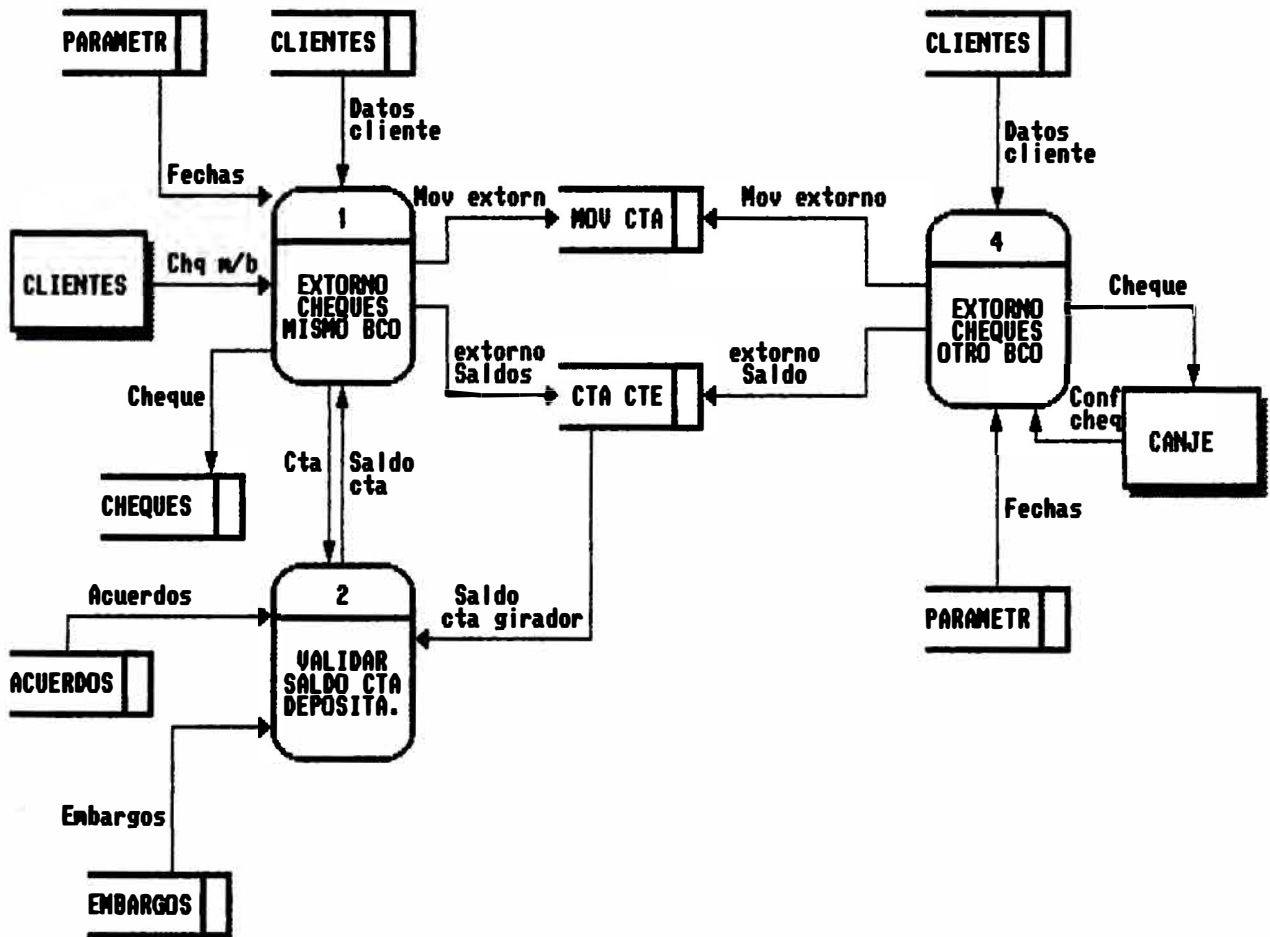 PARAMETR
CLIENTES
CLIENTES
Datos
cliente
Datos
cliente
Fechas
Mov extorn
MOV CTA
Mov extorno
1
4
CLIENTES
Chq m/b
EXTORNO
CHEQUES
MISMO BCO
EXTORNO
CHEQUES
OTRO BCO
Cheque
extorno
Saldos
CTA CTE
extorno
Saldo
Cheque
Conf
cheq
CANJE
Cta
Saldo
cta
CHEQUES
Fechas
Acuerdos
2
Saldo
cta girador
PARAMETR
ACUERDOS
VALIDAR
SALDO CTA
DEPOSITA.
Embargos
EMBARGOS